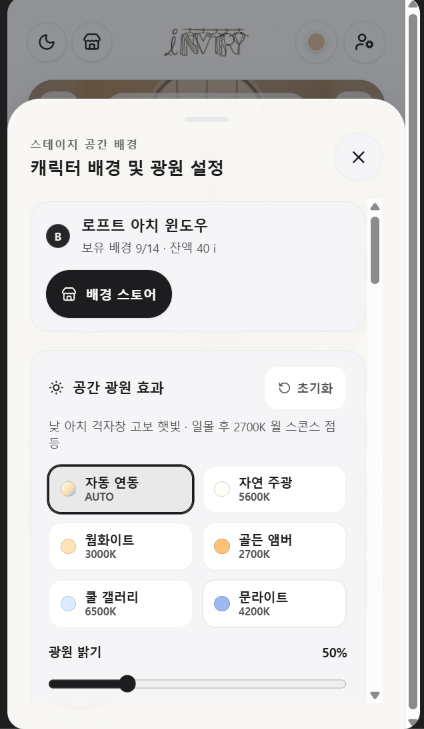 invry
스테이지 공간 배경
캐릭터 배경 및 광원 설정
B
로프트 아치 윈도우
보유 배경 9/14 · 잔액 40 i
배경 스토어
공간 광원 효과
초기화
낮 아치 격자창 고보 햇빛 · 일몰 후 2700K 월 스콘스 점
등
자동 연동
AUTO
자연 주광
5600K
웜화이트
3000K
골든 앰버
2700K
쿨 갤러리
6500K
문라이트
4200K
광원 밝기
50%